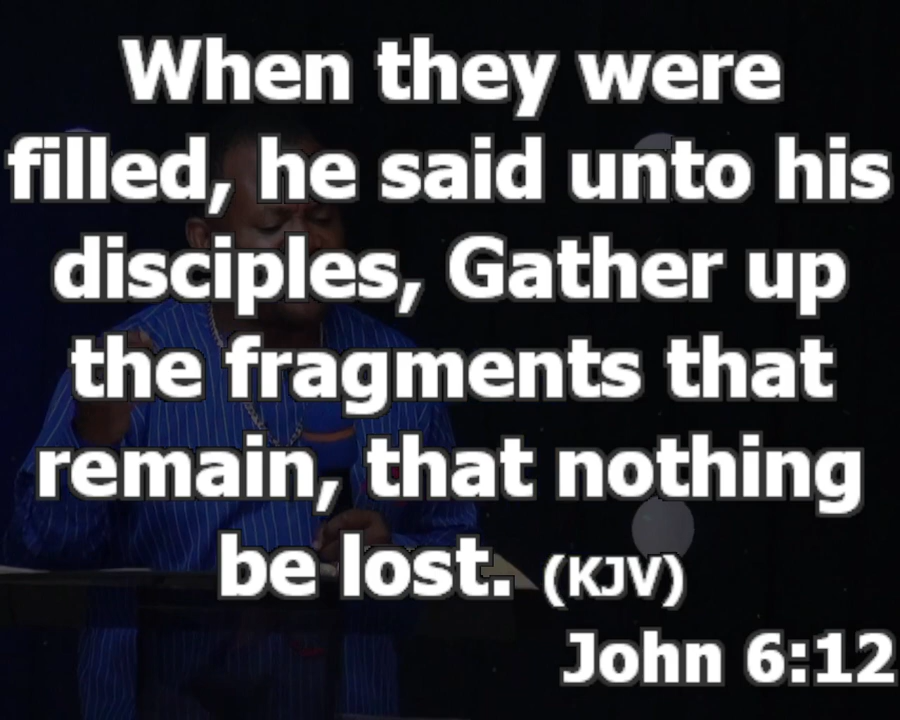 When they were
filled, he said unto his
disciples, Gather up
the fragments that
remain, that nothing
be lost. (KJV)
John 6:12